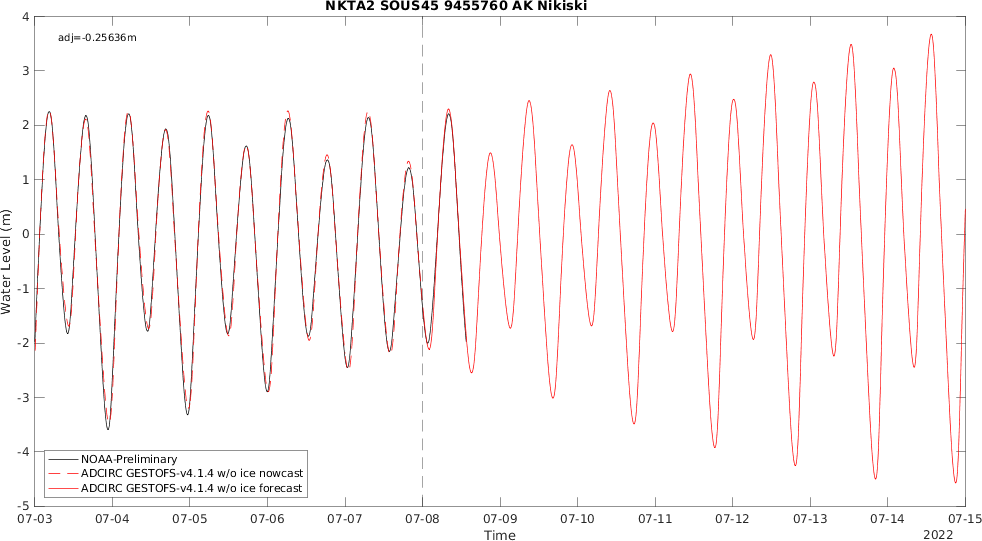 NKTA2 SOUS45 9455760 AK Nikiski
adj=-0.25636m
4
3
2
1
0
-1
-2
-3
-4
-5
Water Level (m)
NOAA-Preliminary
ADCIRC GESTOFS-v4.1.4 w/o ice nowcast
ADCIRC GESTOFS-v4.1.4 w/o ice forecast
07-03 07-04 07-05 07-06 07-07 07-08 07-09 07-10 07-11 07-12 07-13 07-14 07-15
Time
2022